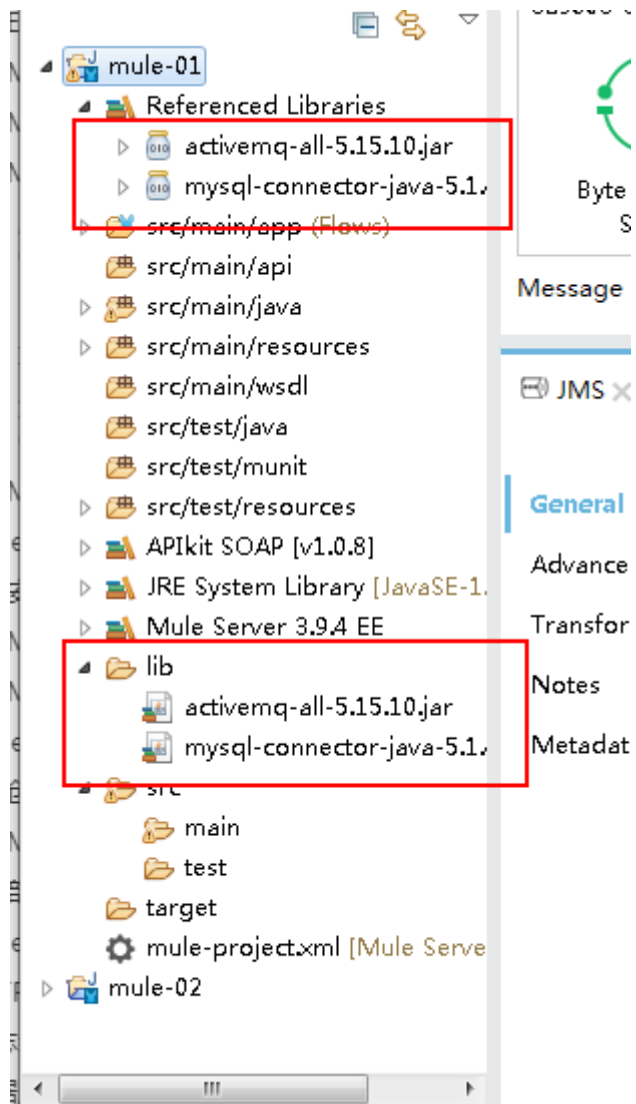 mule-01
Referenced Libraries
activemq-all-5.15.10.jar
mysql-connector-java-5.1.
src/main/app (Flows)
src/main/api
src/main/java
src/main/resources
src/main/wsdl
src/test/java
src/test/munit
src/test/resources
APIkit SOAP [v1.0.8]
JRE System Library [JavaSE-1.
Mule Server 3.9.4 EE
lib
activemq-all-5.15.10.jar
mysql-connector-java-5.1.
src
main
test
target
mule-project.xml [Mule Serve
mule-02
Byte
S
Message
JMS
General
Advance
Transfor
Notes
Metadat